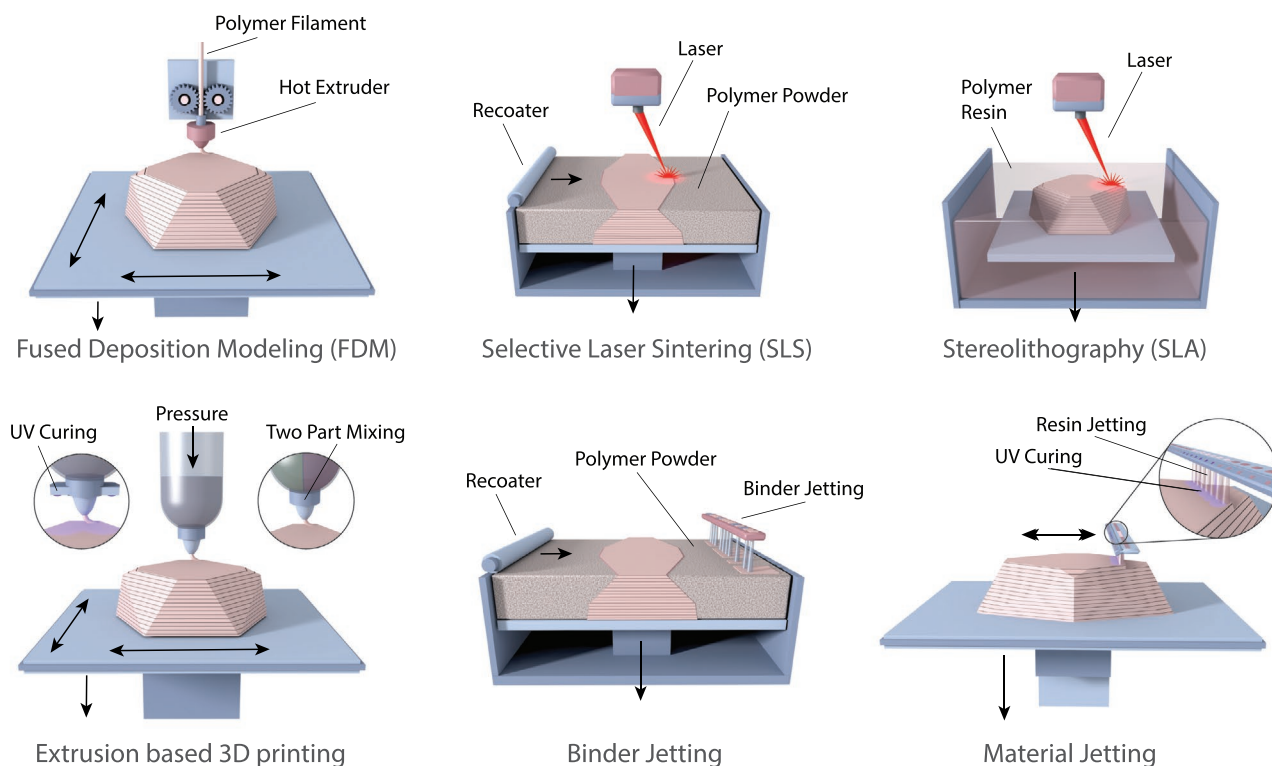 Polymer Filament
Hot Extruder
Fused Deposition Modeling (FDM)
Laser
Polymer Powder
Recoater
Selective Laser Sintering (SLS)
Laser
Polymer
Resin
Stereolithography (SLA)
Pressure
UV Curing
Two Part Mixing
Extrusion based 3D printing
Polymer Powder
Recoater
Binder Jetting
Binder Jetting
Resin Jetting
UV Curing
Material Jetting